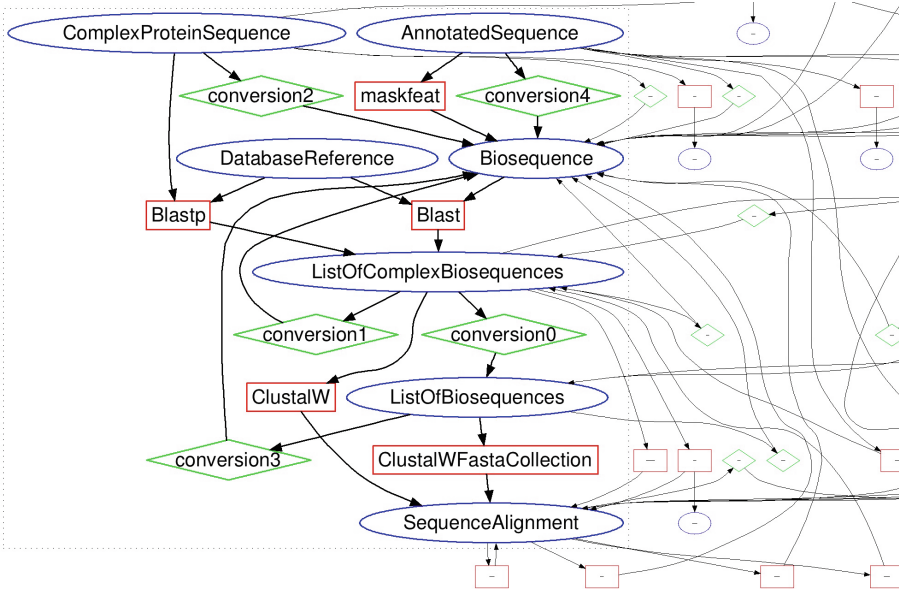 ComplexProteinSequence
AnnotatedSequence
conversion2
maskfeat
conversion4
DatabaseReference
Biosequence
Blastp
Blast
ListOfComplexBiosequences
conversion1
conversion0
ClustalW
ListOfBiosequences
conversion3
ClustalWFastaCollection
SequenceAlignment